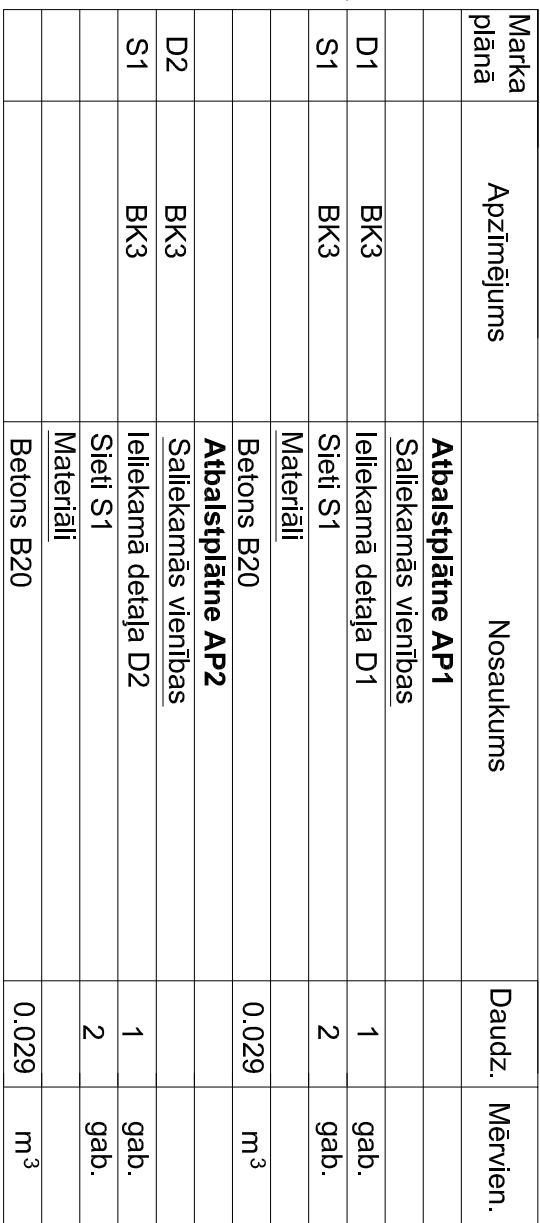 Marka plānā Apzīmējums Nosaukums Daudz. Mērvien.
Atbalstplātne AP1
Saliekamās vienības
D1 BK3 Ieliekamā detaļa D1 1 gab.
S1 BK3 Sieti S1 2 gab.
Materiāli
Betons B20 0.029 m³
Atbalstplātne AP2
D2 BK3 Saliekamās vienības
S1 BK3 Ieliekamā detaļa D2 1 gab.
Sieti S1 2 gab.
Materiāli
Betons B20 0.029 m³